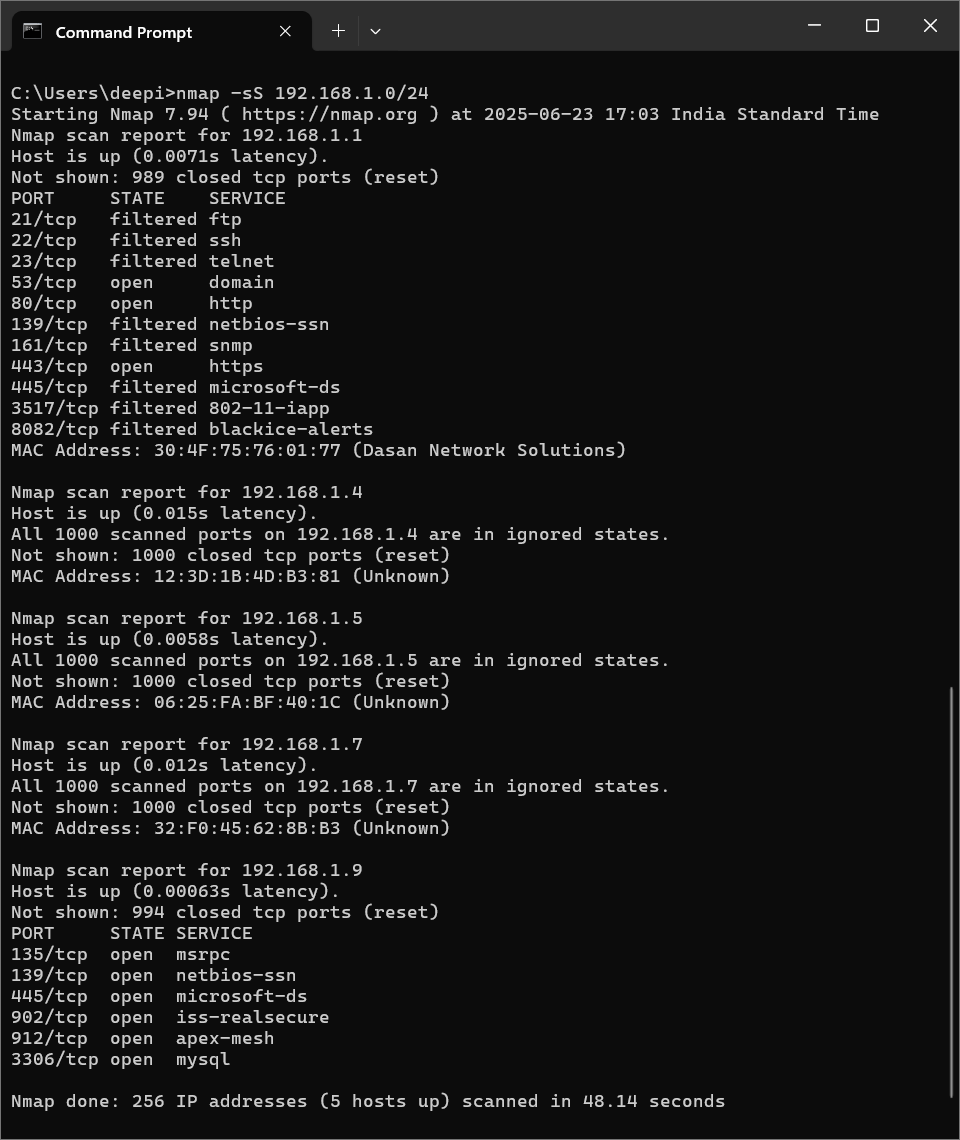 Command Prompt
C:\Users\deepi>nmap -sS 192.168.1.0/24
Starting Nmap 7.94 ( https://nmap.org ) at 2025-06-23 17:03 India Standard Time
Nmap scan report for 192.168.1.1
Host is up (0.0071s latency).
Not shown: 989 closed tcp ports (reset)
PORT     STATE    SERVICE
21/tcp   filtered ftp
22/tcp   filtered ssh
23/tcp   filtered telnet
53/tcp   open     domain
80/tcp   open     http
139/tcp  filtered netbios-ssn
161/tcp  filtered snmp
443/tcp  open     https
445/tcp  filtered microsoft-ds
3517/tcp filtered 802-11-iapp
8082/tcp filtered blackice-alerts
MAC Address: 30:4F:75:76:01:77 (Dasan Network Solutions)
Nmap scan report for 192.168.1.4
Host is up (0.015s latency).
All 1000 scanned ports on 192.168.1.4 are in ignored states.
Not shown: 1000 closed tcp ports (reset)
MAC Address: 12:3D:1B:4D:B3:81 (Unknown)
Nmap scan report for 192.168.1.5
Host is up (0.0058s latency).
All 1000 scanned ports on 192.168.1.5 are in ignored states.
Not shown: 1000 closed tcp ports (reset)
MAC Address: 06:25:FA:BF:40:1C (Unknown)
Nmap scan report for 192.168.1.7
Host is up (0.012s latency).
All 1000 scanned ports on 192.168.1.7 are in ignored states.
Not shown: 1000 closed tcp ports (reset)
MAC Address: 32:F0:45:62:8B:B3 (Unknown)
Nmap scan report for 192.168.1.9
Host is up (0.00063s latency).
Not shown: 994 closed tcp ports (reset)
PORT     STATE SERVICE
135/tcp  open  msrpc
139/tcp  open  netbios-ssn
445/tcp  open  microsoft-ds
902/tcp  open  iss-realsecure
912/tcp  open  apex-mesh
3306/tcp open  mysql
Nmap done: 256 IP addresses (5 hosts up) scanned in 48.14 seconds